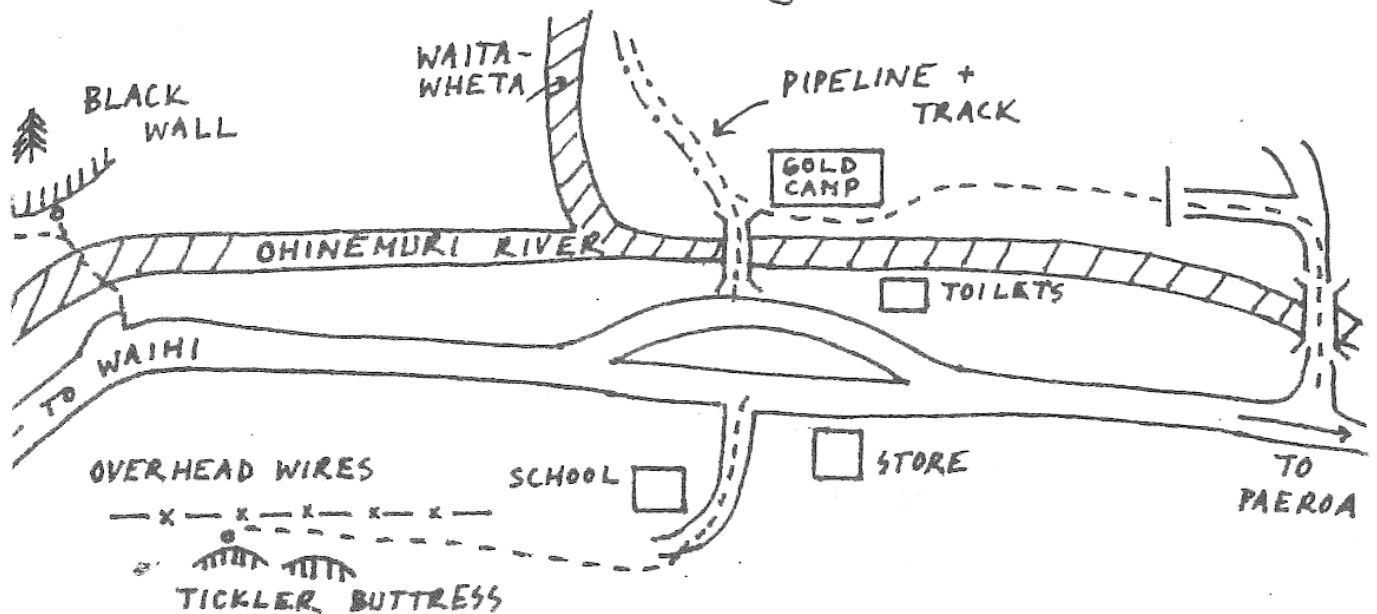 WAITA-
WHETA
PIPELINE +
TRACK
BLACK
WALL
GOLD
CAMP
OHINEMURI RIVER
TOILETS
TO WAIHI
OVERHEAD WIRES
SCHOOL
STORE
TO
PAEROA
TICKLER BUTTRESS